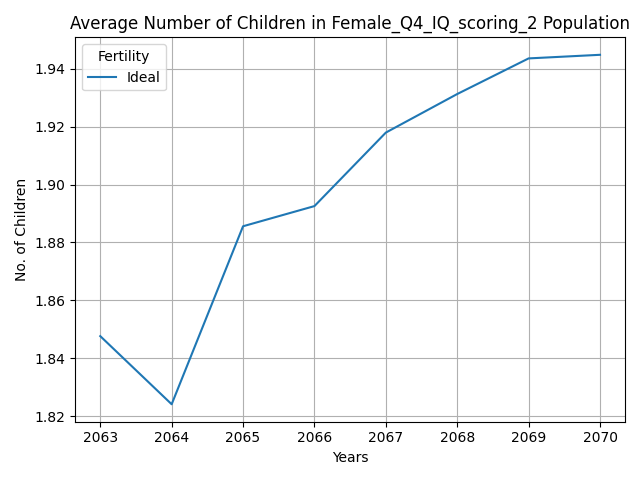 Average Number of Children in Female_Q4_IQ_scoring_2 Population
Fertility
Ideal
No. of Children
1.94
1.92
1.90
1.88
1.86
1.84
1.82
2063 2064 2065 2066 2067 2068 2069 2070
Years